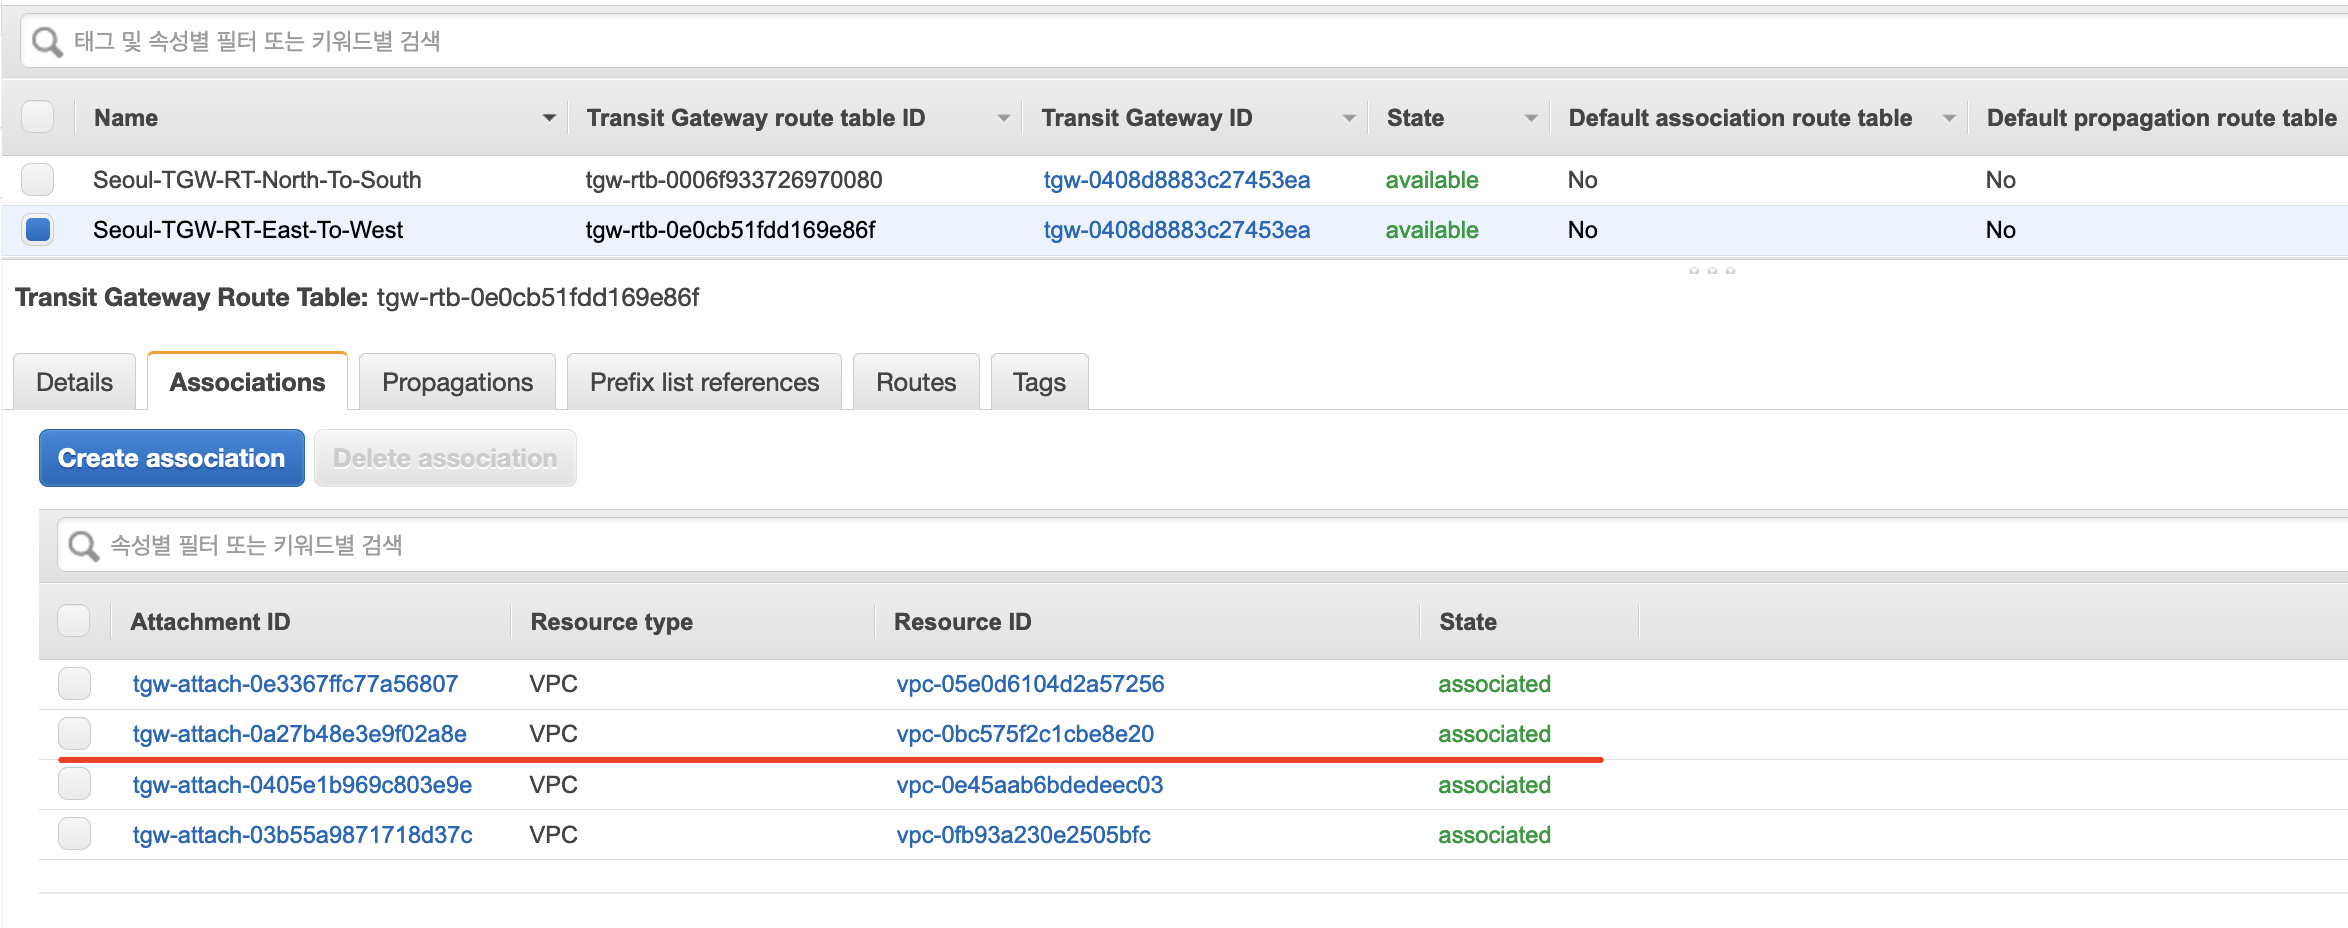 태그 및 속성별 필터 또는 키워드별 검색
Name Transit Gateway route table ID Transit Gateway ID State Default association route table Default propagation route table
Seoul-TGW-RT-North-To-South tgw-rtb-0006f933726970080 tgw-0408d8883c27453ea available No No
Seoul-TGW-RT-East-To-West tgw-rtb-0e0cb51fdd169e86f tgw-0408d8883c27453ea available No No
Transit Gateway Route Table: tgw-rtb-0e0cb51fdd169e86f
Details Associations Propagations Prefix list references Routes Tags
Create association Delete association
속성별 필터 또는 키워드별 검색
Attachment ID Resource type Resource ID State
tgw-attach-0e3367ffc77a56807 VPC vpc-05e0d6104d2a57256 associated
tgw-attach-0a27b48e3e9f02a8e VPC vpc-0bc575f2c1cbe8e20 associated
tgw-attach-0405e1b969c803e9e VPC vpc-0e45aab6bdedeec03 associated
tgw-attach-03b55a9871718d37c VPC vpc-0fb93a230e2505bfc associated